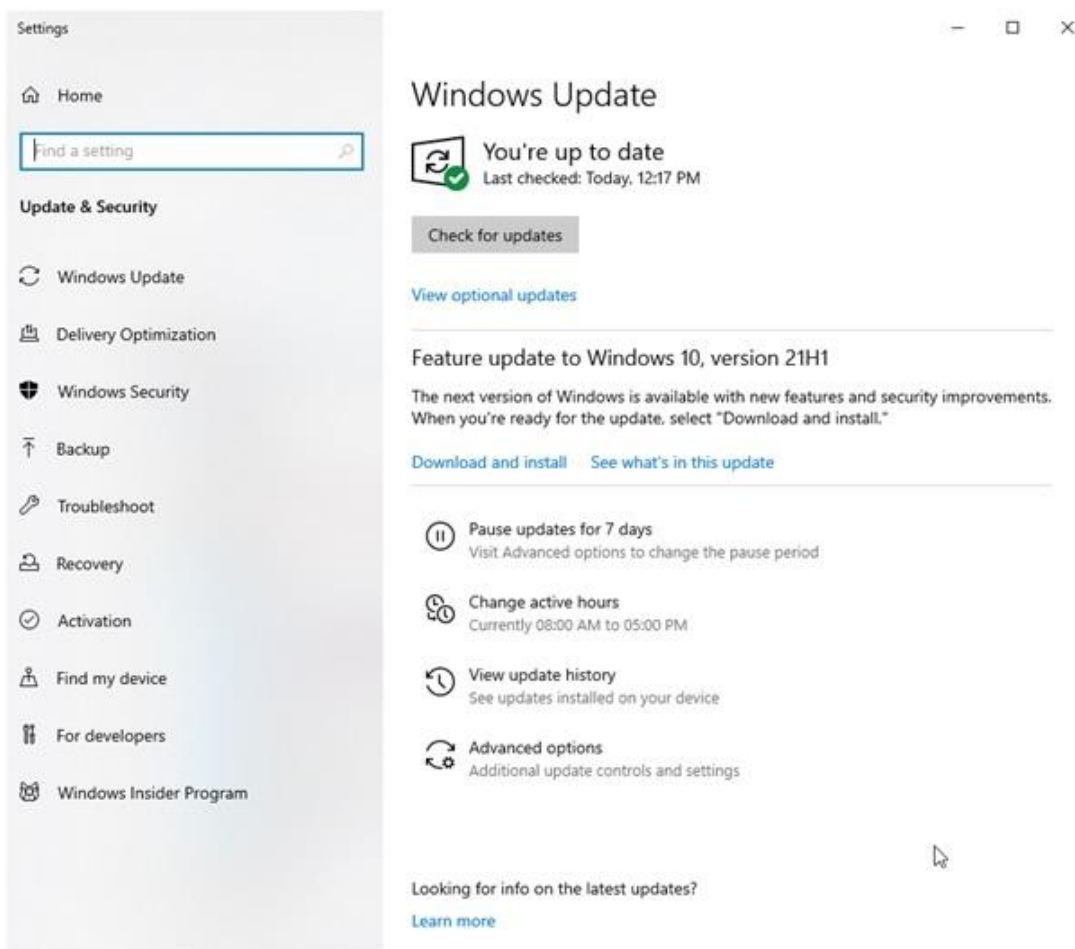 Settings
Home
Find a setting
Update & Security
Windows Update
Delivery Optimization
Windows Security
Backup
Troubleshoot
Recovery
Activation
Find my device
For developers
Windows Insider Program
Windows Update
You're up to date
Last checked: Today, 12:17 PM
Check for updates
View optional updates
Feature update to Windows 10, version 21H1
The next version of Windows is available with new features and security improvements.
When you're ready for the update, select "Download and install."
Download and install See what's in this update
Pause updates for 7 days
Visit Advanced options to change the pause period
Change active hours
Currently 08:00 AM to 05:00 PM
View update history
See updates installed on your device
Advanced options
Additional update controls and settings
Looking for info on the latest updates?
Learn more